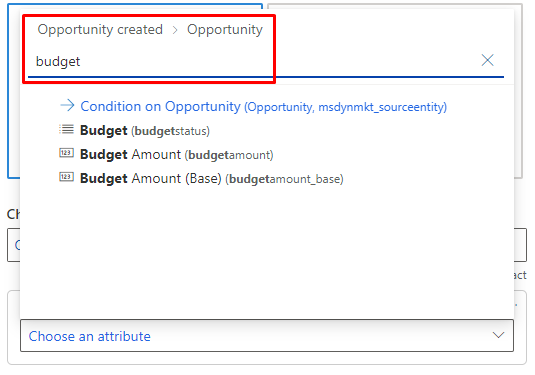 Opportunity created > Opportunity
budget
Condition on Opportunity (Opportunity, msdynmkt_sourceentity)
Budget (budgetstatus)
Budget Amount (budgetamount)
Budget Amount (Base) (budgetamount_base)
Ch
act
Choose an attribute